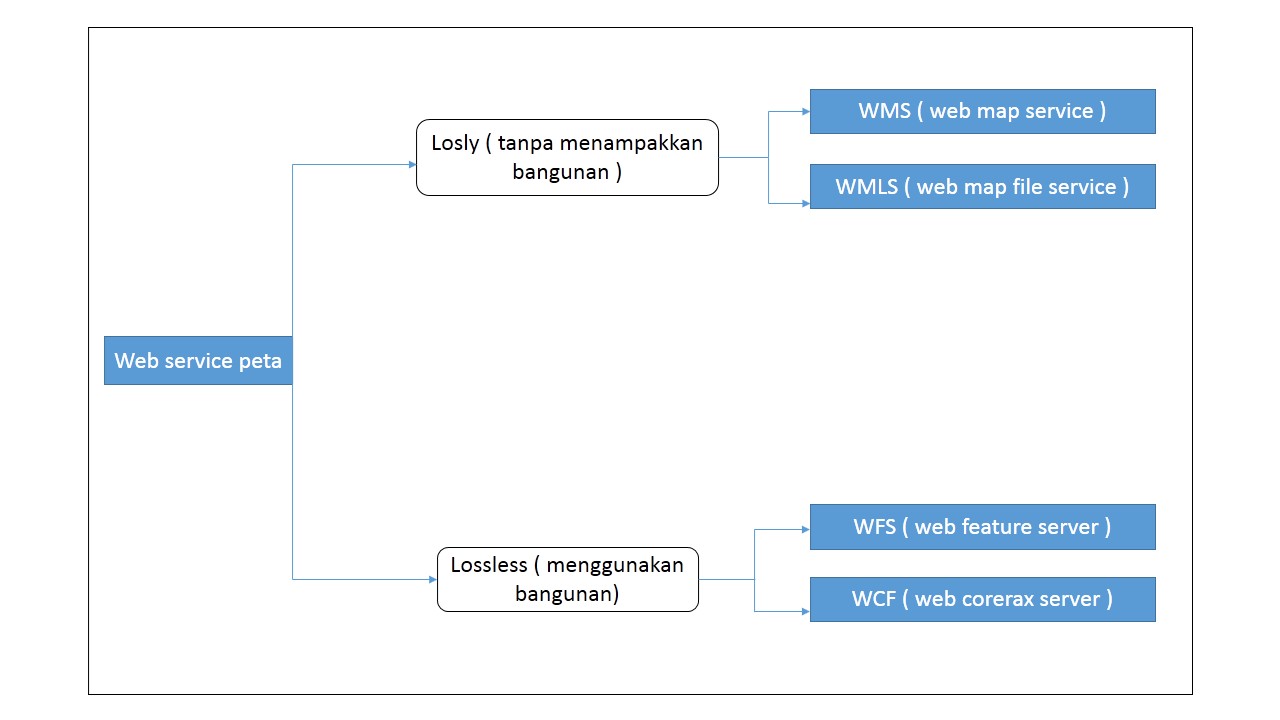 WMS ( web map service )
Losly ( tanpa menampakkan
bangunan )
WMLS ( web map file service )
Web service peta
WFS ( web feature server )
Lossless ( menggunakan
bangunan)
WCF ( web corerax server )